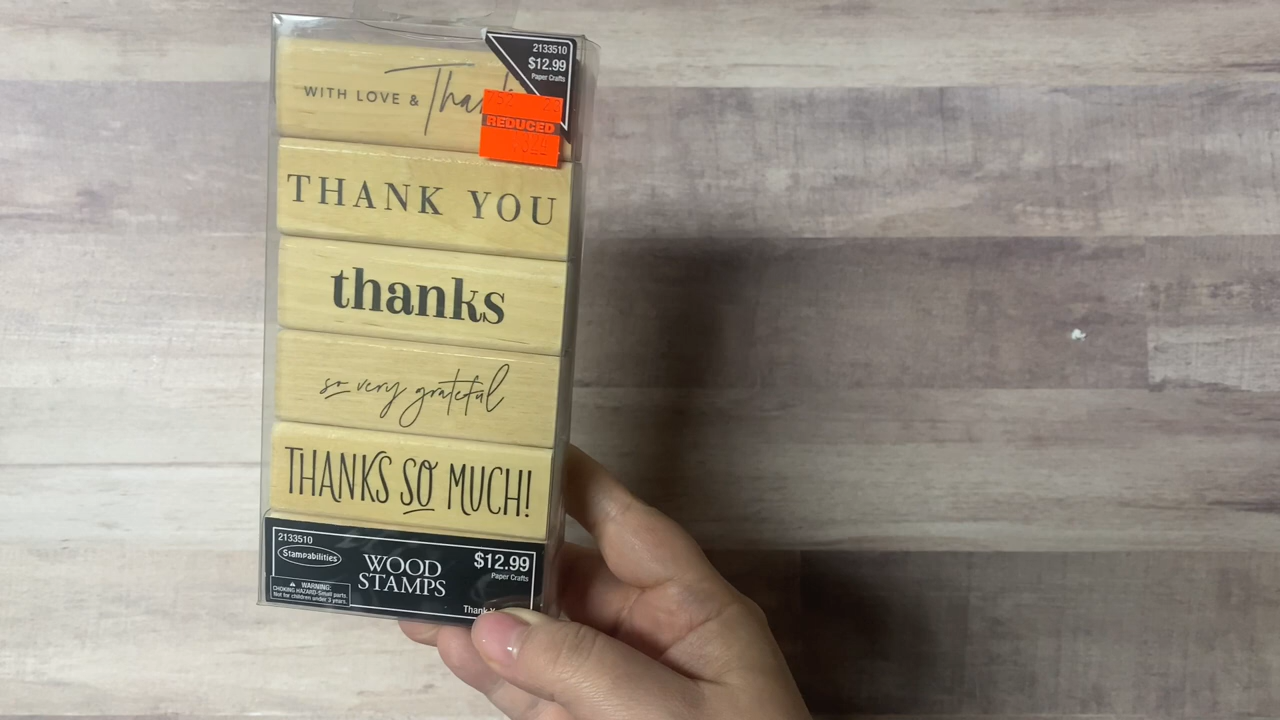 2133510
$12.99
Paper Crafts
WITH LOVE &
REDUCED
THANK YOU
thanks
so very grateful
THANKS SO MUCH!
2133510
Stampabilities
WOOD
STAMPS
$12.99
Paper Crafts
WARNING:
CHOKING HAZARD-Small parts.
Not for children under 3 years.
Thank